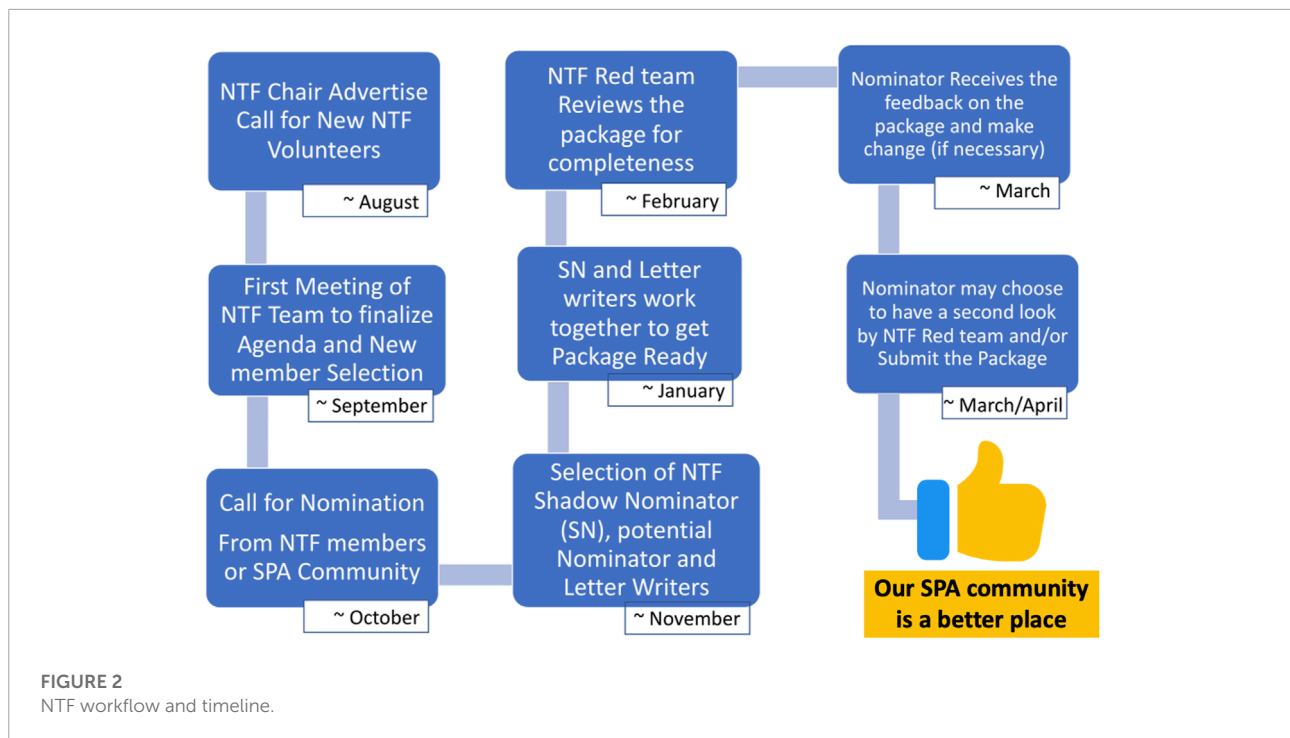 NTF Chair Advertise
Call for New NTF
Volunteers
~ August
First Meeting of
NTF Team to finalize
Agenda and New
member Selection
~ September
Call for Nomination
From NTF members
or SPA Community
~ October
Selection of NTF
Shadow Nominator
(SN), potential
Nominator and
Letter Writers
~ November
SN and Letter
writers work
together to get
Package Ready
~ January
NTF Red team
Reviews the
package for
completeness
~ February
Nominator Receives the
feedback on the
package and make
change (if necessary)
~ March
Nominator may choose
to have a second look
by NTF Red team and/or
Submit the Package
~ March/April
Our SPA community
is a better place
FIGURE 2
NTF workflow and timeline.